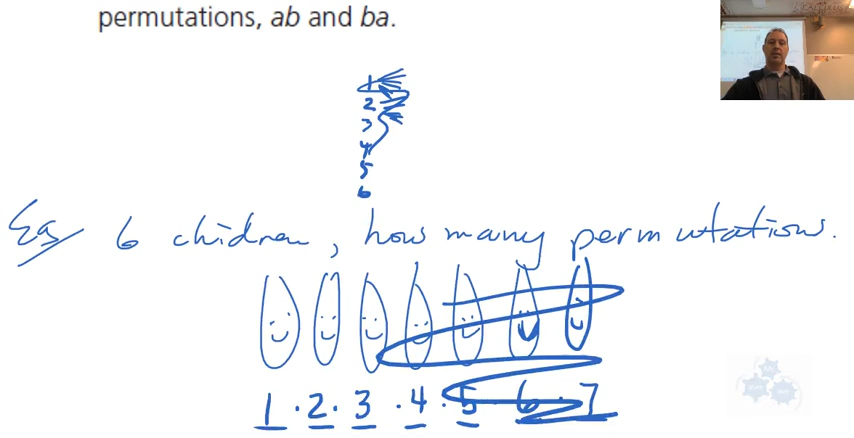 permutations, ab and ba.
1
2
3
4
5
6
Eg 6 chidren, how many permutations.
1 · 2 · 3 · 4 · 5 · 6 · 7